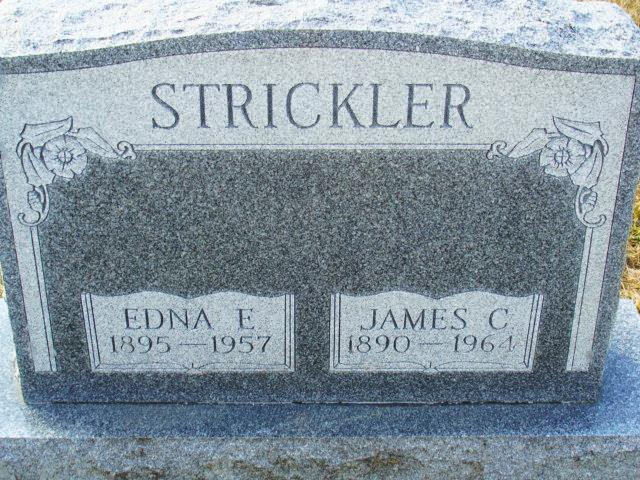 STRICKLER
EDNA E
1895—1957
JAMES C
1890—1964